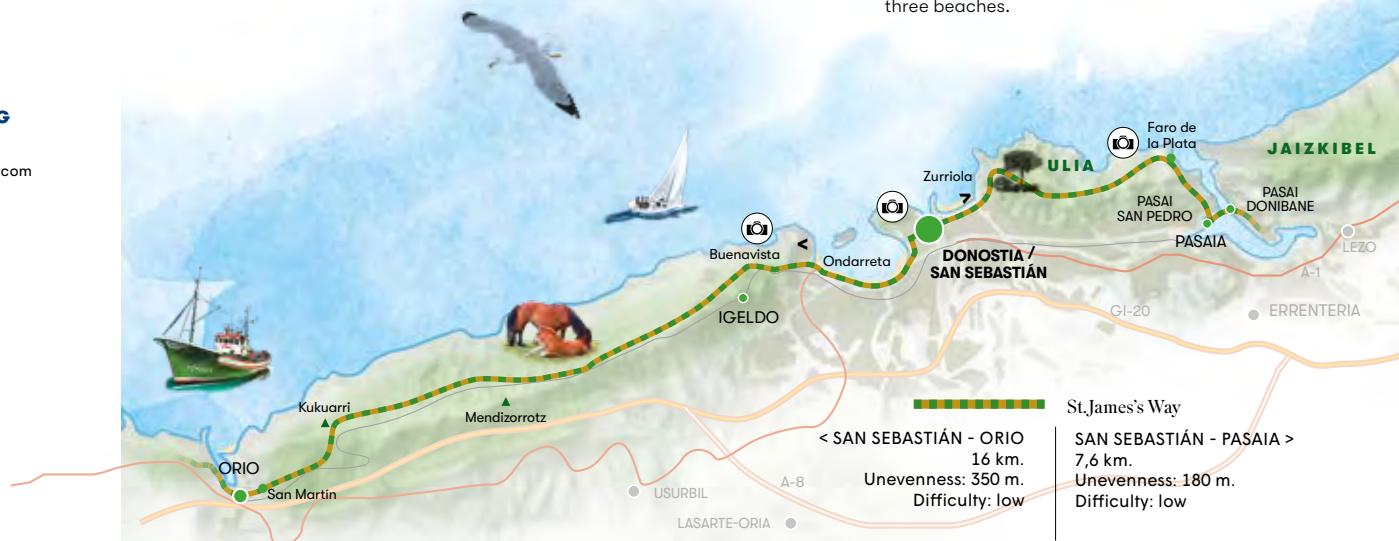 three beaches.
G
com
Faro de
la Plata
JAIZKIBEL
ULIA
Zurriola
PASAI
DONIBANE
PASAI
SAN PEDRO
PASAIA
LEZO
A-1
Buenavista
Ondarreta
DONOSTIA /
SAN SEBASTIÁN
IGELDO
GI-20
ERRENTERIA
Kukuarri
Mendizorrotz
ORIO
San Martín
USURBIL
A-8
LASARTE-ORIA
St.James's Way
< SAN SEBASTIÁN - ORIO
16 km.
Unevenness: 350 m.
Difficulty: low
SAN SEBASTIÁN - PASAIA >
7,6 km.
Unevenness: 180 m.
Difficulty: low